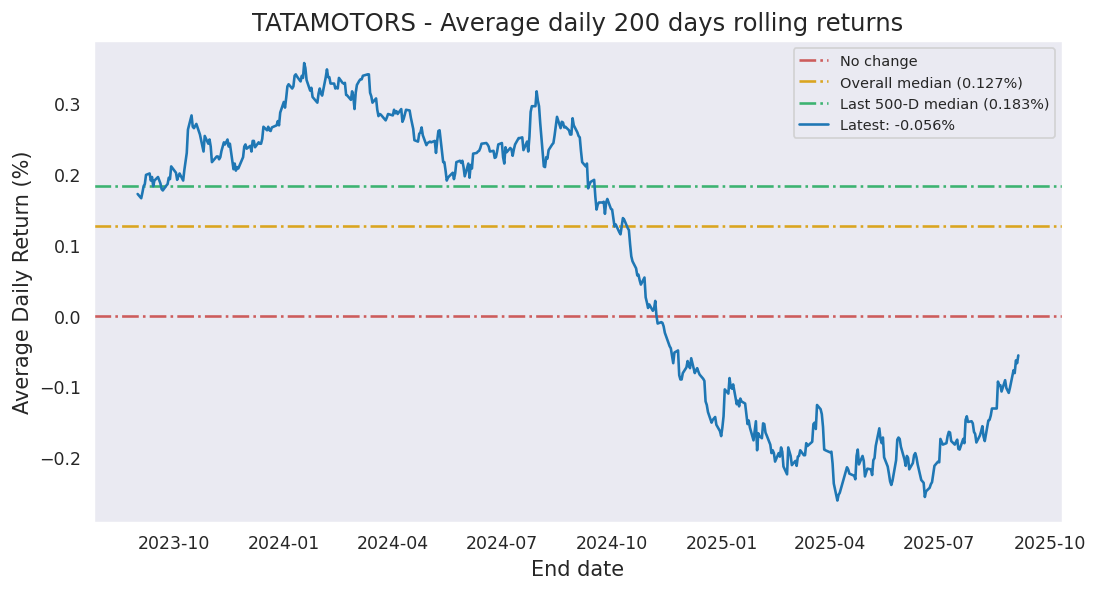 TATAMOTORS - Average daily 200 days rolling returns
No change
Overall median (0.127%)
Last 500-D median (0.183%)
Latest: -0.056%
Average Daily Return (%)
0.3
0.2
0.1
0.0
−0.1
−0.2
2023-10 2024-01 2024-04 2024-07 2024-10 2025-01 2025-04 2025-07 2025-10
End date